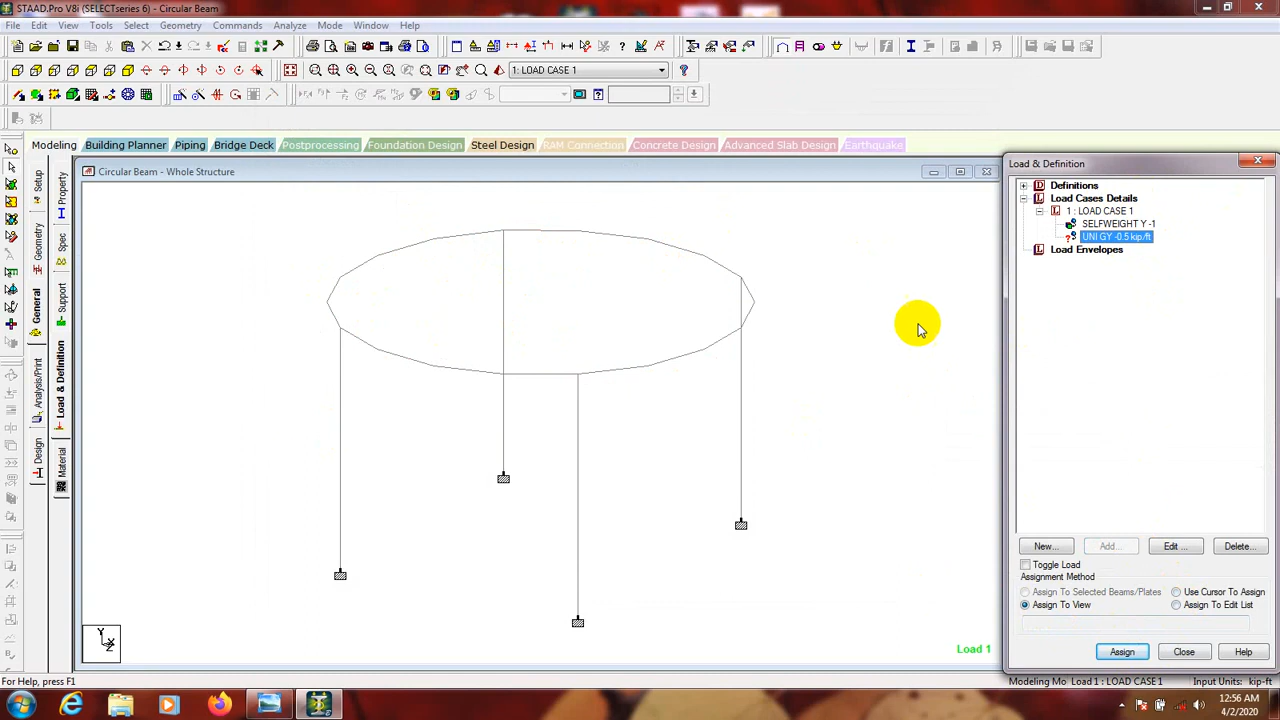 STAAD.Pro V8i (SELECTseries 6) - Circular Beam
File Edit View Tools Select Geometry Commands Analyze Mode Window Help
1: LOAD CASE 1
Modeling Building Planner Piping Bridge Deck Postprocessing Foundation Design Steel Design RAM Connection Concrete Design Advanced Slab Design Earthquake
Setup
Geometry
General
Analysis/Print
Design
Property
Spec
Support
Load & Definition
Material
Circular Beam - Whole Structure
Y
X
Z
Load 1
Load & Definition
Definitions
Load Cases Details
1 : LOAD CASE 1
SELFWEIGHT Y -1
UNI GY -0.5 kip/ft
Load Envelopes
New... Add... Edit ... Delete...
Toggle Load
Assignment Method
Assign To Selected Beams/Plates Use Cursor To Assign
Assign To View Assign To Edit List
Assign Close Help
For Help, press F1
Modeling Mo Load 1 : LOAD CASE 1 Input Units: kip-ft
12:56 AM
4/2/2020